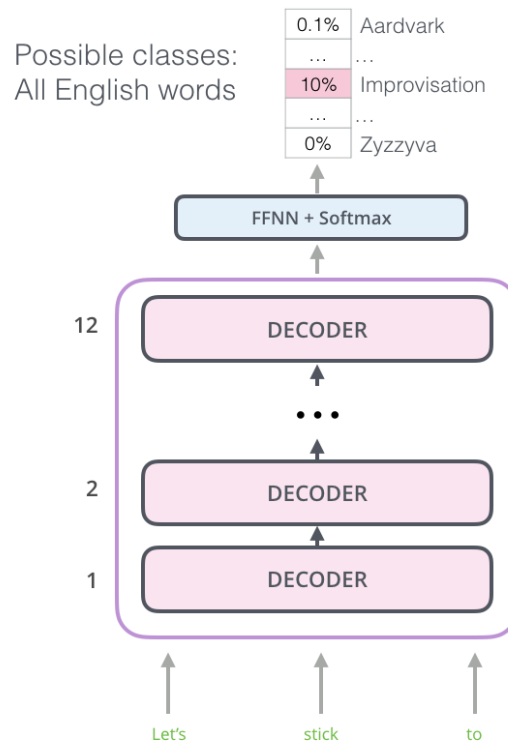 Possible classes:
All English words
0.1% Aardvark
... ...
10% Improvisation
... ...
0% Zyzzyva
FFNN + Softmax
12 DECODER
...
2 DECODER
1 DECODER
Let's stick to